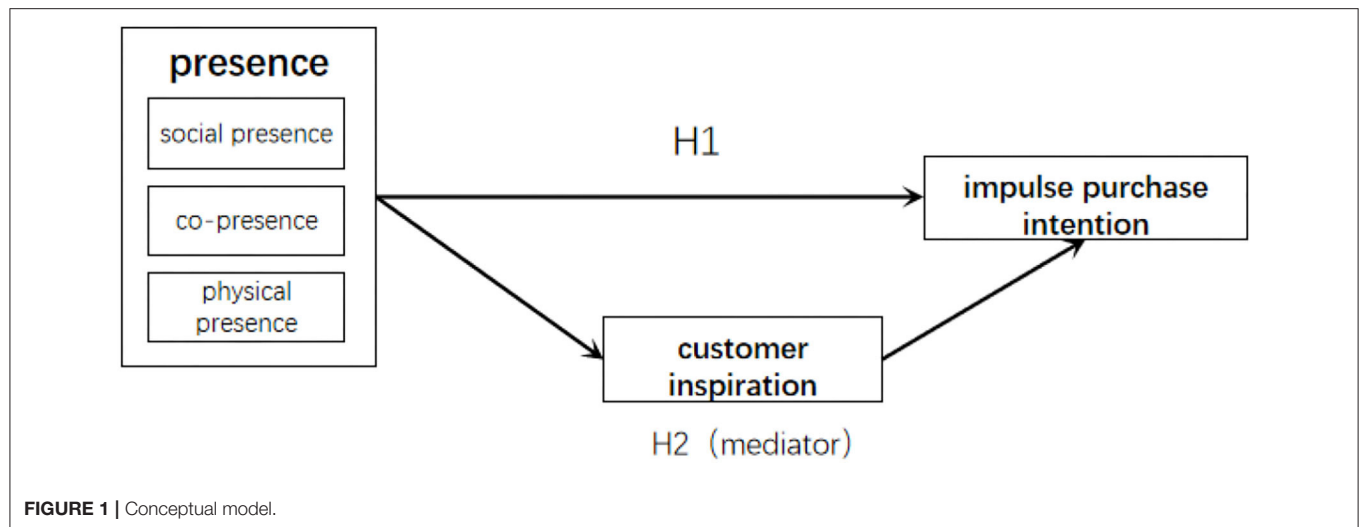 presence
social presence
co-presence
physical
presence
H1
impulse purchase
intention
customer
inspiration
H2（mediator）
FIGURE 1 | Conceptual model.